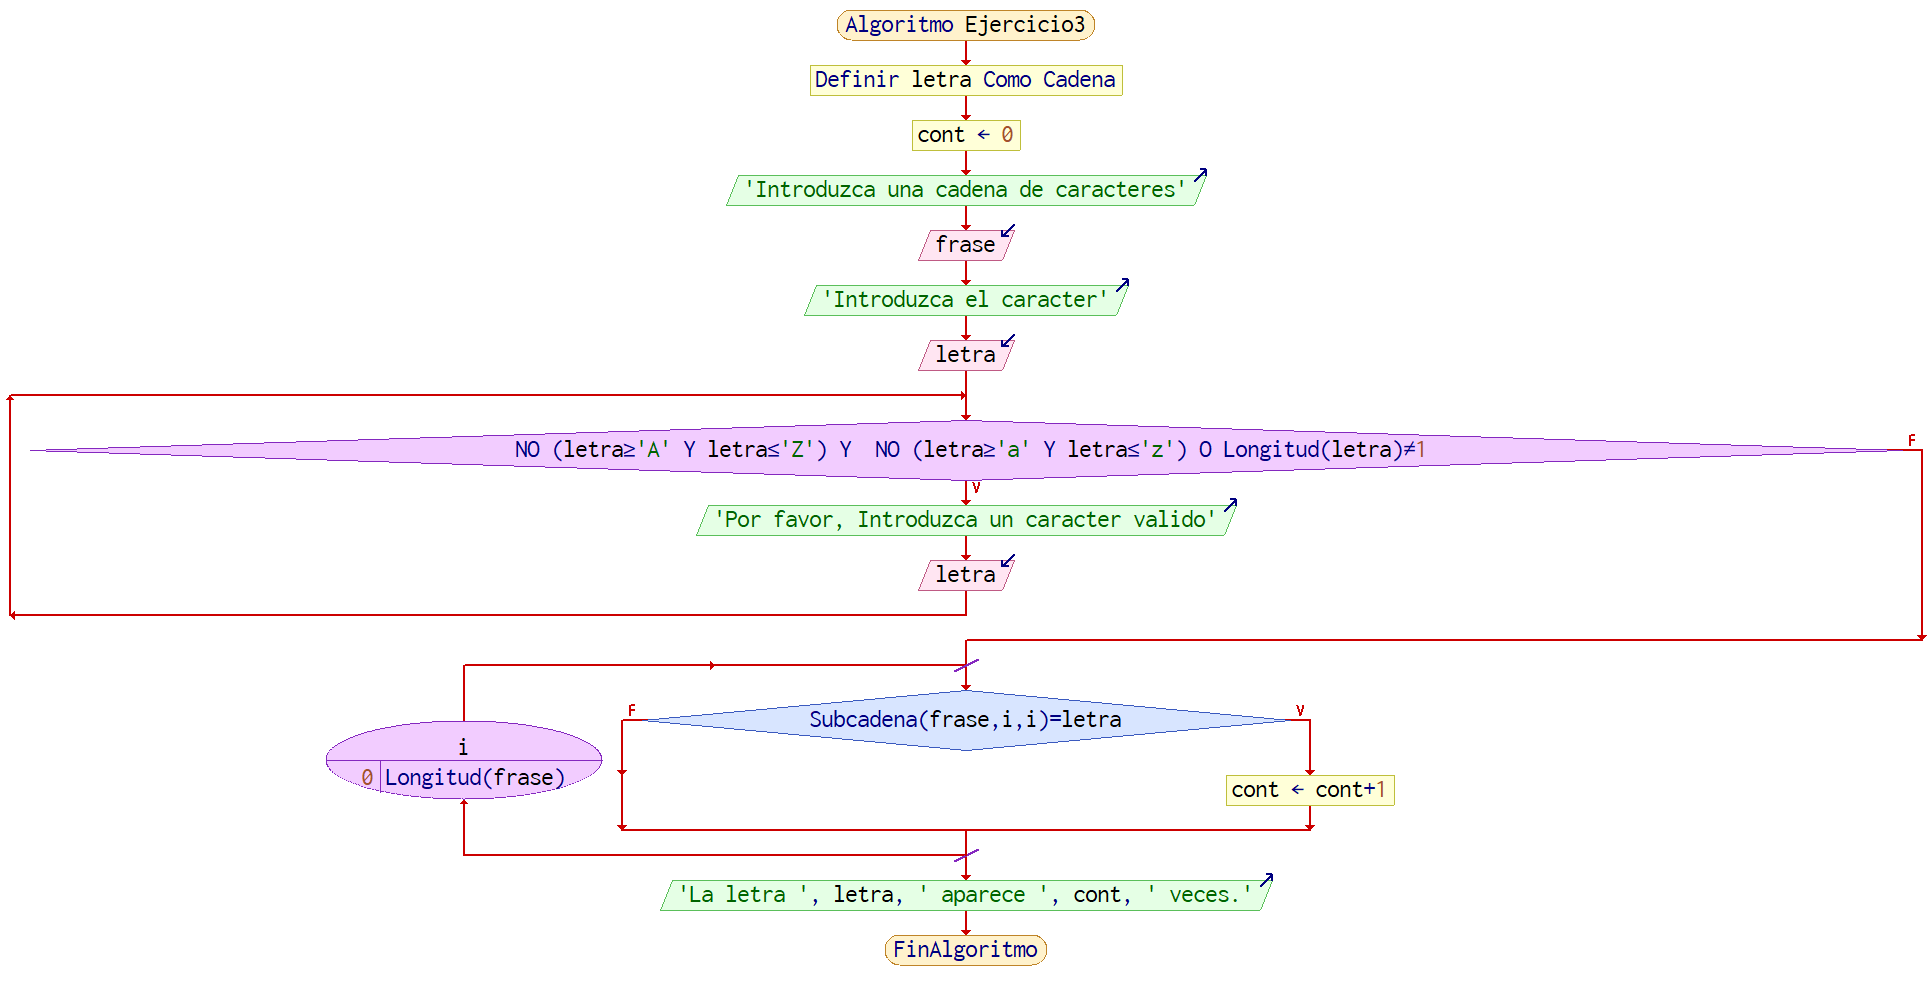 Algoritmo Ejercicio3
Definir letra Como Cadena
cont ← 0
'Introduzca una cadena de caracteres'
frase
'Introduzca el caracter'
letra
NO (letra≥'A' Y letra≤'Z') Y  NO (letra≥'a' Y letra≤'z') O Longitud(letra)≠1
F
V
'Por favor, Introduzca un caracter valido'
letra
F
V
Subcadena(frase,i,i)=letra
i
0 Longitud(frase)
cont ← cont+1
'La letra ', letra, ' aparece ', cont, ' veces.'
FinAlgoritmo